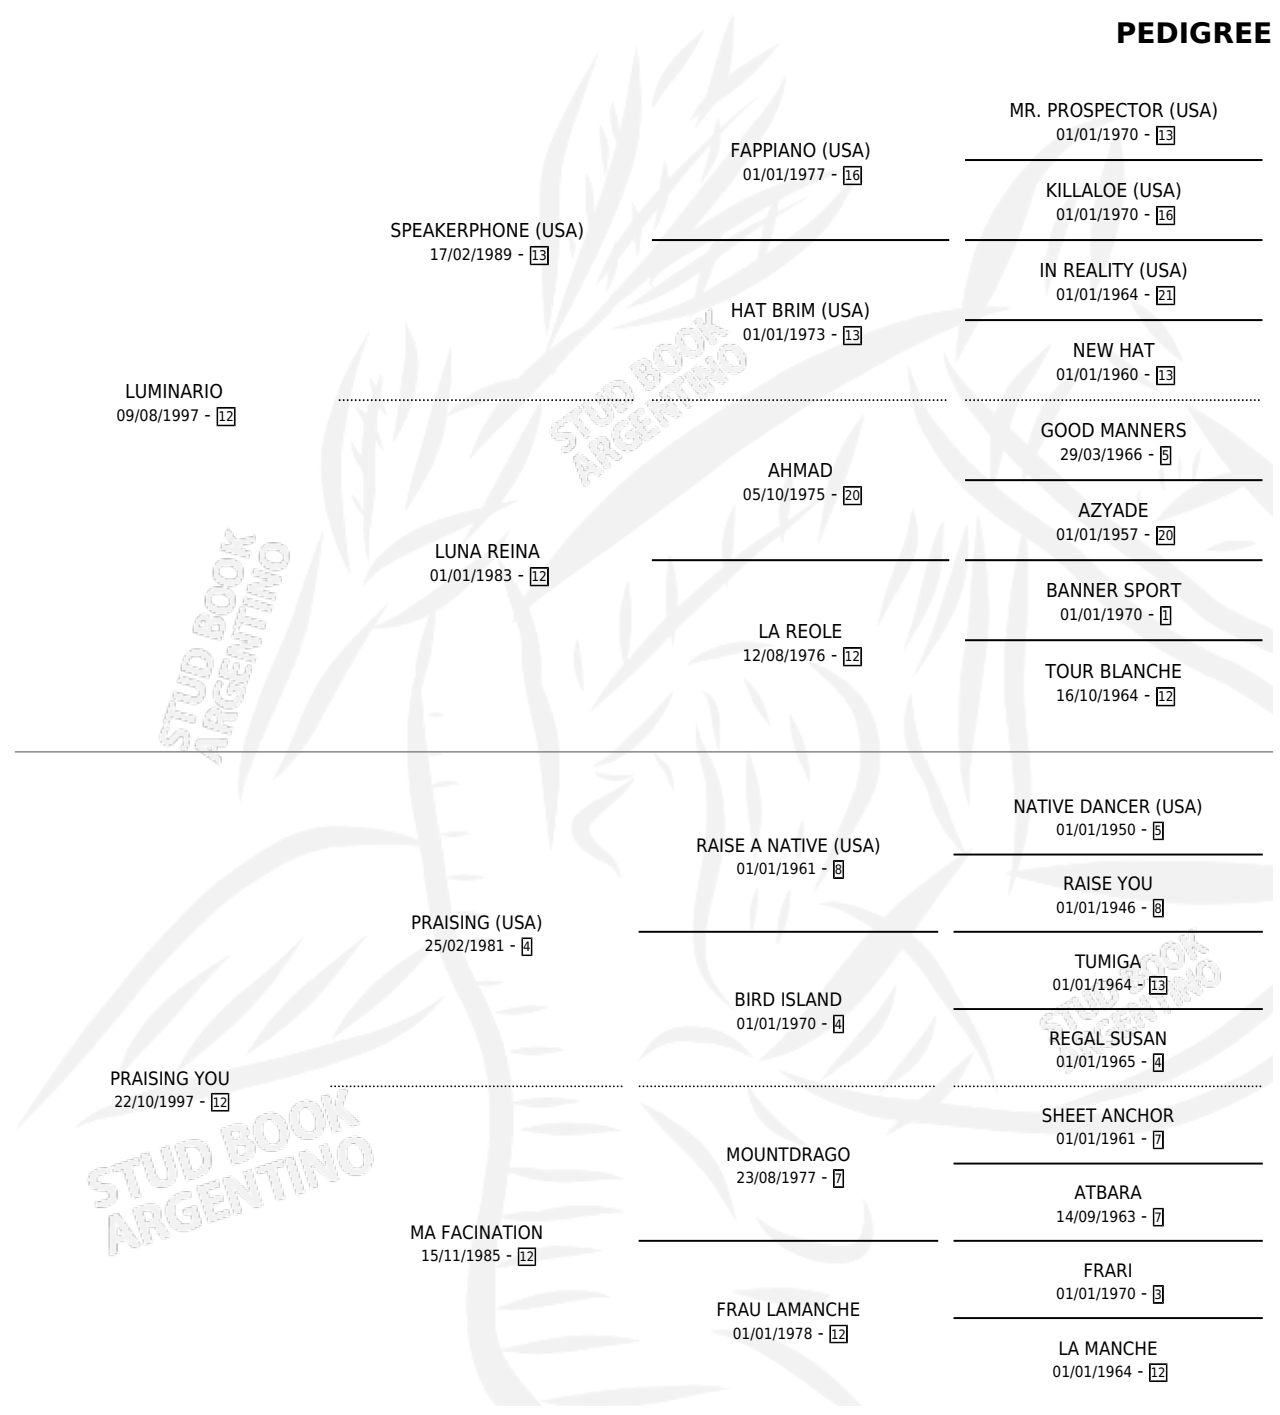 PEDIGREE
MR. PROSPECTOR (USA)
01/01/1970 - 13
FAPPIANO (USA)
01/01/1977 - 16
KILLALOE (USA)
01/01/1970 - 16
SPEAKERPHONE (USA)
17/02/1989 - 13
IN REALITY (USA)
01/01/1964 - 21
HAT BRIM (USA)
01/01/1973 - 13
NEW HAT
01/01/1960 - 13
LUMINARIO
09/08/1997 - 12
GOOD MANNERS
29/03/1966 - 5
AHMAD
05/10/1975 - 20
AZYADE
01/01/1957 - 20
LUNA REINA
01/01/1983 - 12
BANNER SPORT
01/01/1970 - 1
LA REOLE
12/08/1976 - 12
TOUR BLANCHE
16/10/1964 - 12
NATIVE DANCER (USA)
01/01/1950 - 5
RAISE A NATIVE (USA)
01/01/1961 - 8
RAISE YOU
01/01/1946 - 8
PRAISING (USA)
25/02/1981 - 4
TUMIGA
01/01/1964 - 13
BIRD ISLAND
01/01/1970 - 4
REGAL SUSAN
01/01/1965 - 4
PRAISING YOU
22/10/1997 - 12
SHEET ANCHOR
01/01/1961 - 7
MOUNTDRAGO
23/08/1977 - 7
ATBARA
14/09/1963 - 7
MA FACINATION
15/11/1985 - 12
FRARI
01/01/1970 - 3
FRAU LAMANCHE
01/01/1978 - 12
LA MANCHE
01/01/1964 - 12
STUD BOOK
ARGENTINO
STUD BOOK
ARGENTINO
STUD BOOK
ARGENTINO
STUD BOOK
ARGENTINO